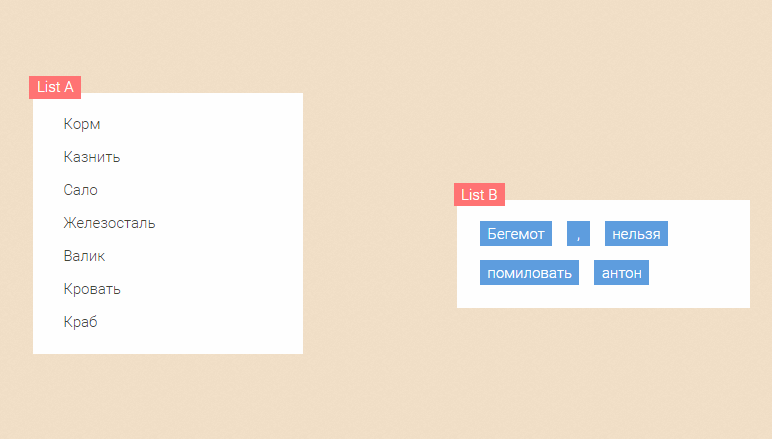 List A
Корм
Казнить
Сало
Железосталь
Валик
Кровать
Краб
List B
Бегемот , нельзя
помиловать антон